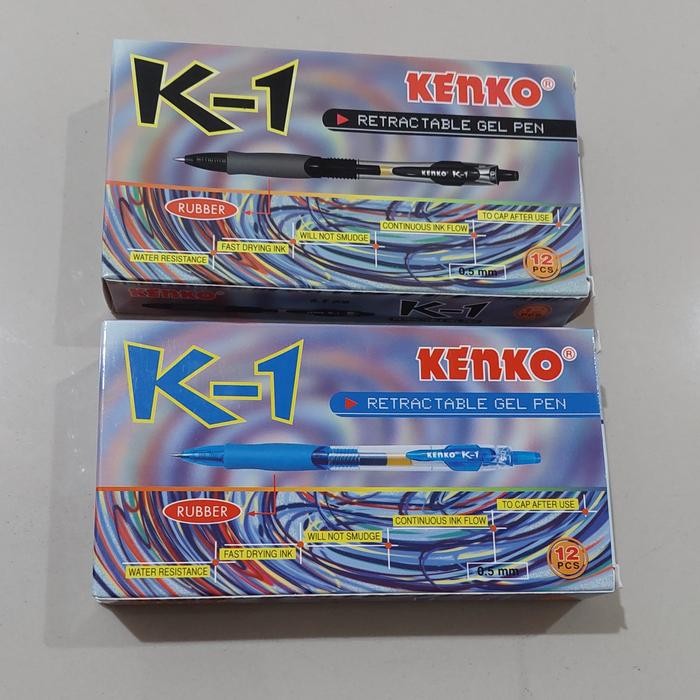 K-1
KENKO®
RETRACTABLE GEL PEN
KENKO® K-1
RUBBER
TO CAP AFTER USE
CONTINUOUS INK FLOW
WILL NOT SMUDGE
FAST DRYING INK
WATER RESISTANCE
0.5 mm
12 PCS
KENKO
K-1
K-1
KENKO®
RETRACTABLE GEL PEN
KENKO® K-1
RUBBER
TO CAP AFTER USE
CONTINUOUS INK FLOW
WILL NOT SMUDGE
FAST DRYING INK
WATER RESISTANCE
0.5 mm
12 PCS